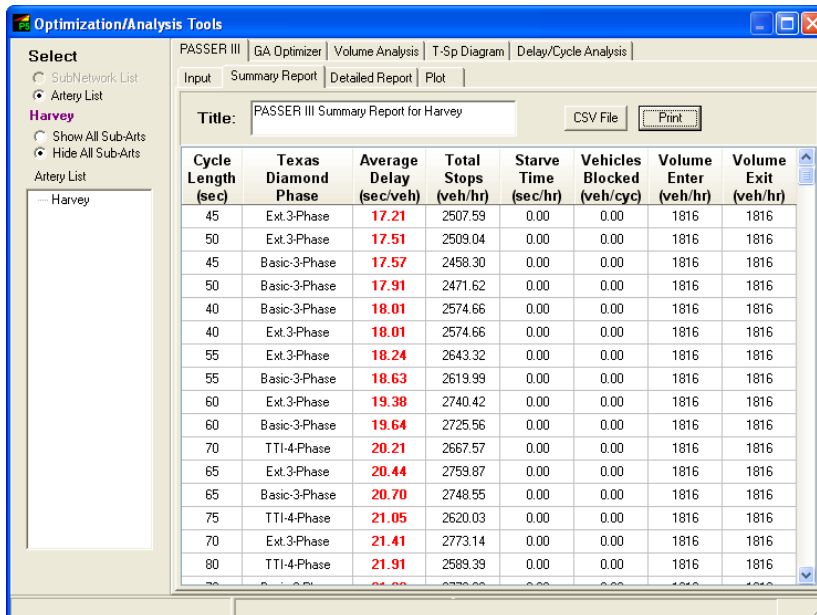 Optimization/Analysis Tools
Select
SubNetwork List
Artery List
Harvey
Show All Sub-Arts
Hide All Sub-Arts
Artery List
Harvey
PASSER III GA Optimizer Volume Analysis T-Sp Diagram Delay/Cycle Analysis
Input Summary Report Detailed Report Plot
Title: PASSER III Summary Report for Harvey CSV File Print
Cycle Length (sec) Texas Diamond Phase Average Delay (sec/veh) Total Stops (veh/hr) Starve Time (sec/hr) Vehicles Blocked (veh/cyc) Volume Enter (veh/hr) Volume Exit (veh/hr)
45 Ext.3-Phase 17.21 2507.59 0.00 0.00 1816 1816
50 Ext.3-Phase 17.51 2509.04 0.00 0.00 1816 1816
45 Basic-3-Phase 17.57 2458.30 0.00 0.00 1816 1816
50 Basic-3-Phase 17.91 2471.62 0.00 0.00 1816 1816
40 Basic-3-Phase 18.01 2574.66 0.00 0.00 1816 1816
40 Ext.3-Phase 18.01 2574.66 0.00 0.00 1816 1816
55 Ext.3-Phase 18.24 2643.32 0.00 0.00 1816 1816
55 Basic-3-Phase 18.63 2619.99 0.00 0.00 1816 1816
60 Ext.3-Phase 19.38 2740.42 0.00 0.00 1816 1816
60 Basic-3-Phase 19.64 2725.56 0.00 0.00 1816 1816
70 TTI-4-Phase 20.21 2667.57 0.00 0.00 1816 1816
65 Ext.3-Phase 20.44 2759.87 0.00 0.00 1816 1816
65 Basic-3-Phase 20.70 2748.55 0.00 0.00 1816 1816
75 TTI-4-Phase 21.05 2620.03 0.00 0.00 1816 1816
70 Ext.3-Phase 21.41 2773.14 0.00 0.00 1816 1816
80 TTI-4-Phase 21.91 2589.39 0.00 0.00 1816 1816